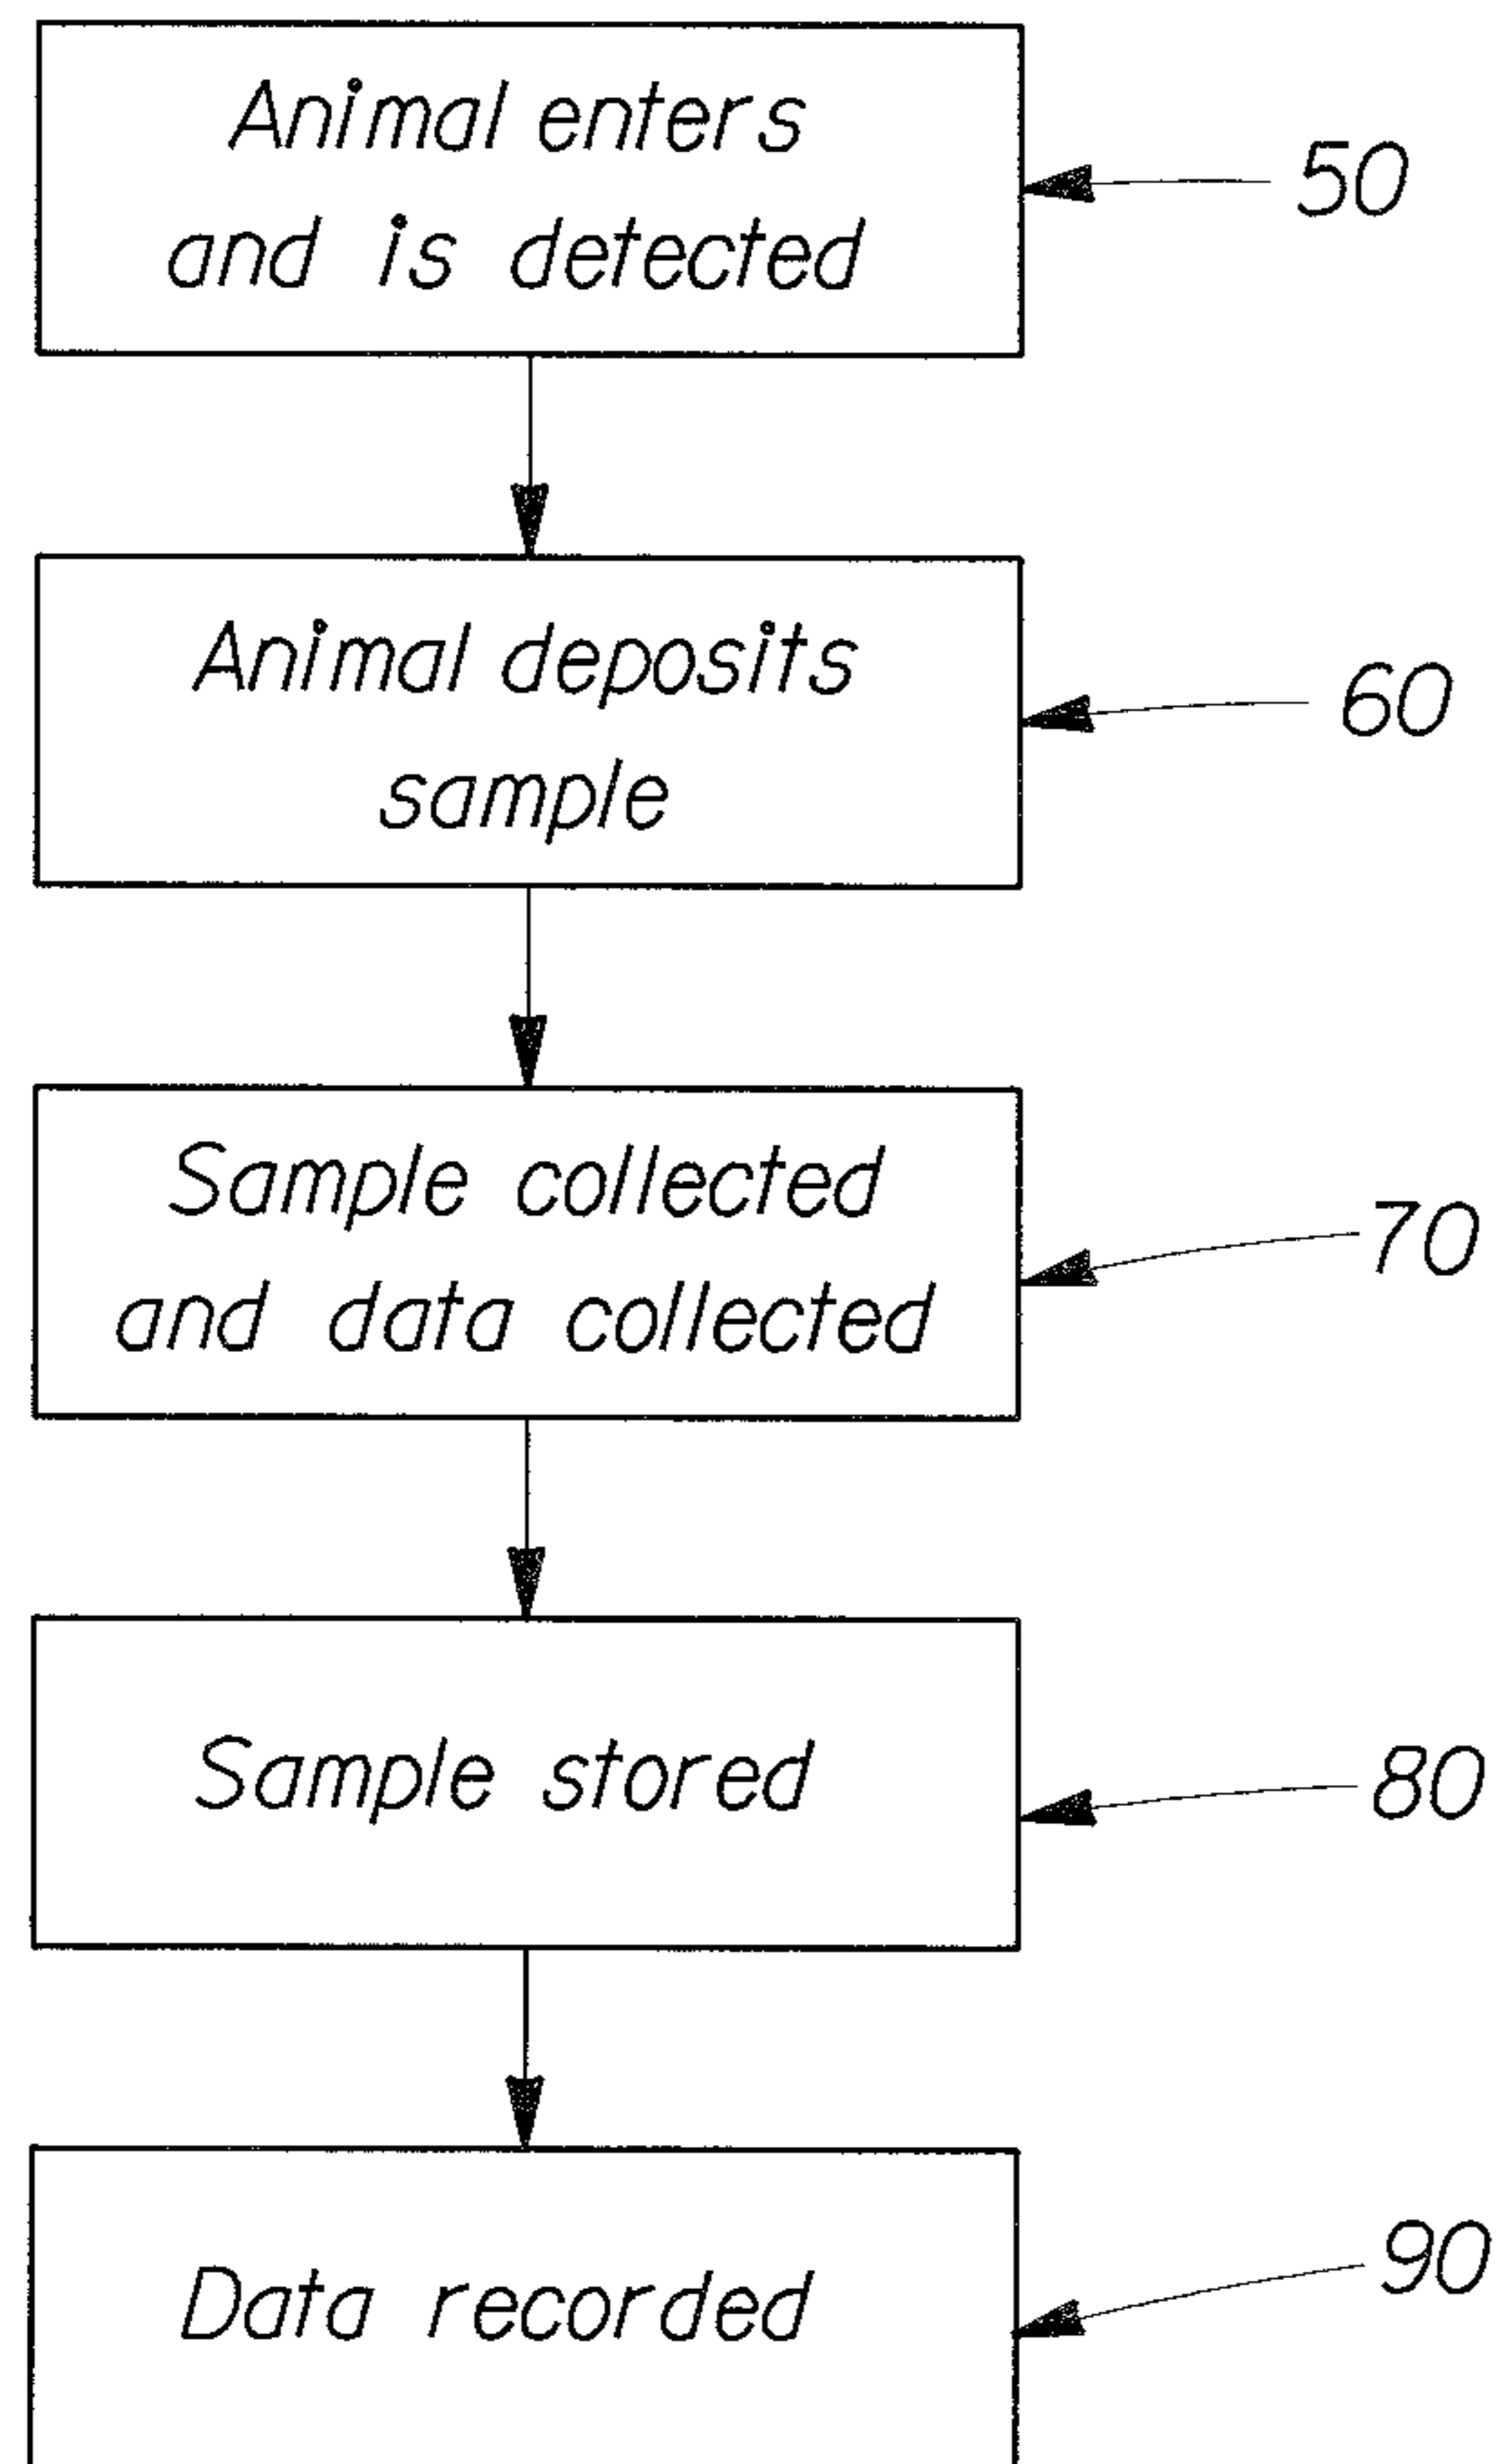 Animal enters
and is detected
50
Animal deposits
sample
60
Sample collected
and data collected
70
Sample stored
80
Data recorded
90